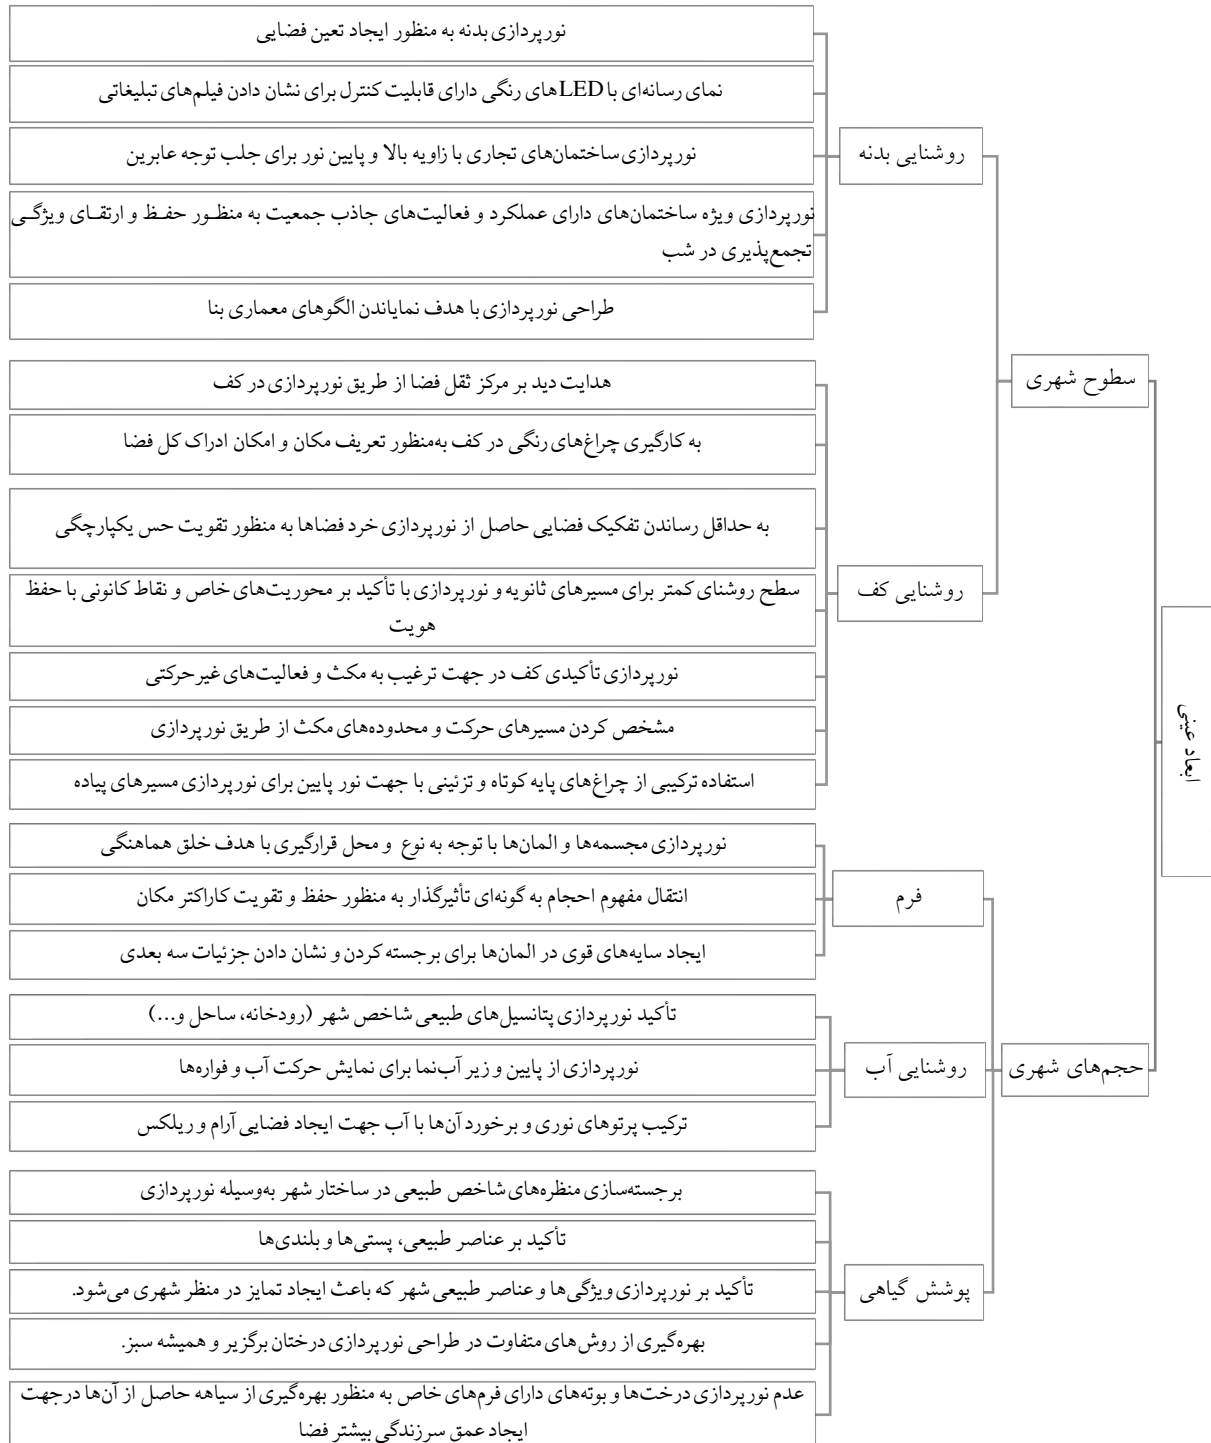 ابعاد عینی
سطوح شهری
روشنایی بدنه
نورپردازی بدنه به منظور ایجاد تعین فضایی
نمای رسانه‌ای با LEDهای رنگی دارای قابلیت کنترل برای نشان دادن فیلم‌های تبلیغاتی
نورپردازی ساختمان‌های تجاری با زاویه بالا و پایین نور برای جلب توجه عابرین
نورپردازی ویژه ساختمان‌های دارای عملکرد و فعالیت‌های جاذب جمعیت به منظور حفظ و ارتقای ویژگی
تجمع‌پذیری در شب
طراحی نورپردازی با هدف نمایاندن الگوهای معماری بنا
روشنایی کف
هدایت دید بر مرکز ثقل فضا از طریق نورپردازی در کف
به کارگیری چراغ‌های رنگی در کف به‌منظور تعریف مکان و امکان ادراک کل فضا
به حداقل رساندن تفکیک فضایی حاصل از نورپردازی خرد فضاها به منظور تقویت حس یکپارچگی
سطح روشنای کمتر برای مسیرهای ثانویه و نورپردازی با تأکید بر محوریت‌های خاص و نقاط کانونی با حفظ
هویت
نورپردازی تأکیدی کف در جهت ترغیب به مکث و فعالیت‌های غیرحرکتی
مشخص کردن مسیرهای حرکت و محدوده‌های مکث از طریق نورپردازی
استفاده ترکیبی از چراغ‌های پایه کوتاه و تزئینی با جهت نور پایین برای نورپردازی مسیرهای پیاده
حجم‌های شهری
فرم
نورپردازی مجسمه‌ها و المان‌ها با توجه به نوع و محل قرارگیری با هدف خلق هماهنگی
انتقال مفهوم احجام به گونه‌ای تأثیرگذار به منظور حفظ و تقویت کاراکتر مکان
ایجاد سایه‌های قوی در المان‌ها برای برجسته کردن و نشان دادن جزئیات سه بعدی
روشنایی آب
تأکید نورپردازی پتانسیل‌های طبیعی شاخص شهر (رودخانه، ساحل و...)
نورپردازی از پایین و زیر آب‌نما برای نمایش حرکت آب و فواره‌ها
ترکیب پرتوهای نوری و برخورد آن‌ها با آب جهت ایجاد فضایی آرام و ریلکس
پوشش گیاهی
برجسته‌سازی منظره‌های شاخص طبیعی در ساختار شهر به‌وسیله نورپردازی
تأکید بر عناصر طبیعی، پستی‌ها و بلندی‌ها
تأکید بر نورپردازی ویژگی‌ها و عناصر طبیعی شهر که باعث ایجاد تمایز در منظر شهری می‌شود.
بهره‌گیری از روش‌های متفاوت در طراحی نورپردازی درختان برگزیر و همیشه سبز.
عدم نورپردازی درخت‌ها و بوته‌های دارای فرم‌های خاص به منظور بهره‌گیری از سیاهه حاصل از آن‌ها درجهت
ایجاد عمق سرزندگی بیشتر فضا